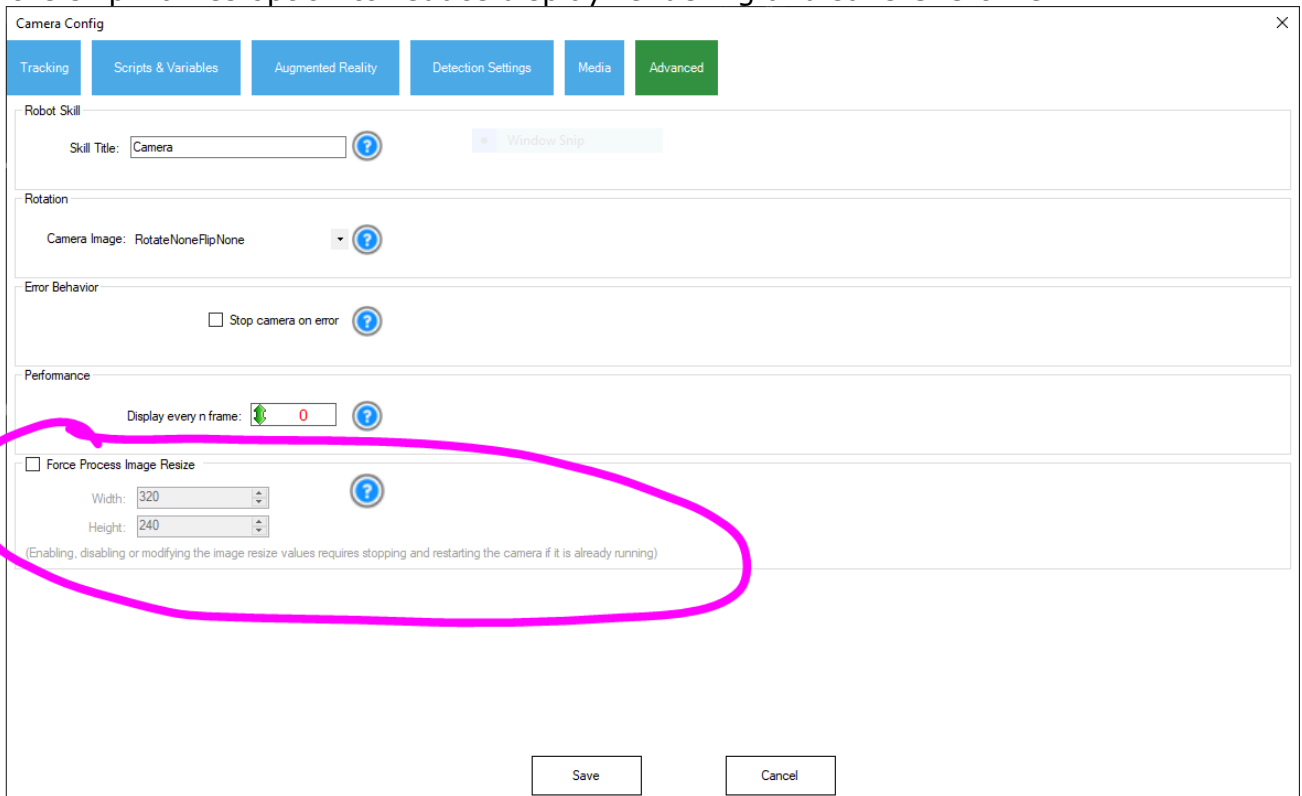 Camera Config
Tracking Scripts & Variables Augmented Reality Detection Settings Media Advanced
Robot Skill
Skill Title: Camera
Window Snip
Rotation
Camera Image: RotateNoneFlipNone
Error Behavior
Stop camera on error
Performance
Display every n frame: 0
Force Process Image Resize
Width: 320
Height: 240
(Enabling, disabling or modifying the image resize values requires stopping and restarting the camera if it is already running)
Save Cancel